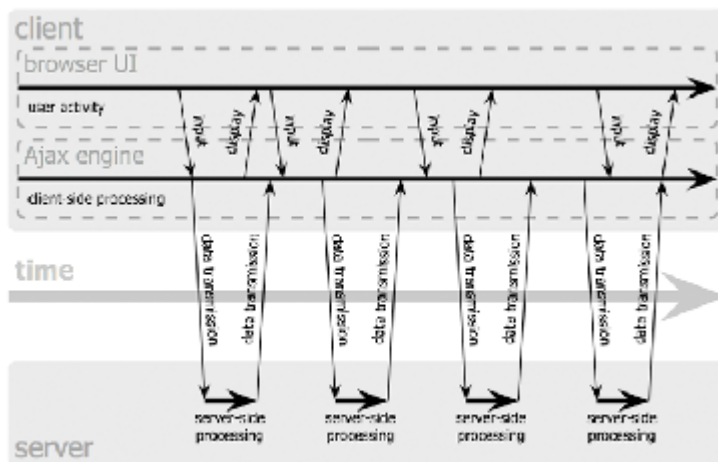 client
browser UI
user activity
input
display
input
display
input
display
input
display
Ajax engine
client-side processing
data transmission
data transmission
data transmission
data transmission
data transmission
data transmission
data transmission
data transmission
time
server-side
processing
server-side
processing
server-side
processing
server-side
processing
server